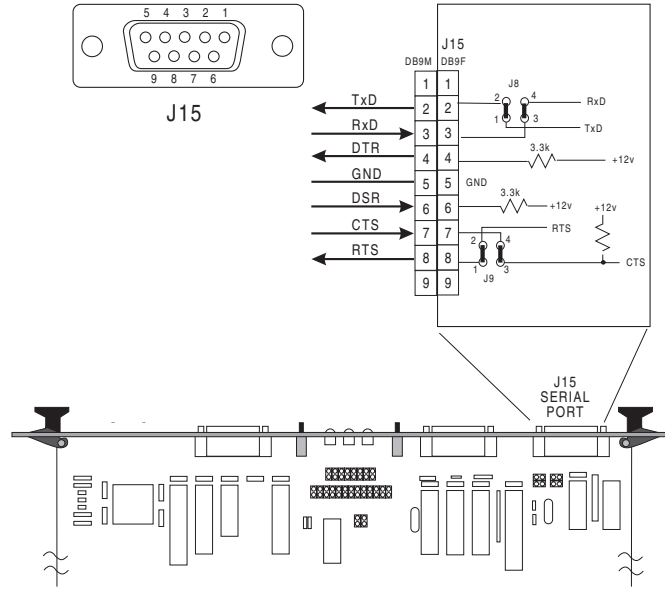 5 4 3 2 1
9 8 7 6
J15
J15
DB9M DB9F
1 1
TxD 2 2
RxD 3 3
DTR 4 4
GND 5 5 GND
DSR 6 6
CTS 7 7
RTS 8 8
9 9
J8
2 4 RxD
1 3 TxD
3.3k
+12v
3.3k
+12v +12v
RTS
2 4
1 3 CTS
J9
J15
SERIAL
PORT